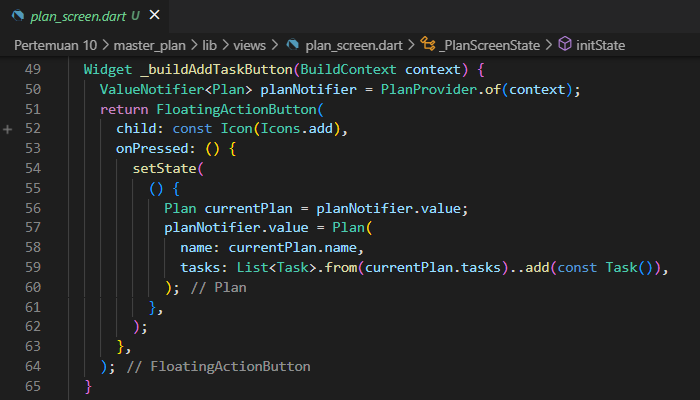 plan_screen.dart U
Pertemuan 10 > master_plan > lib > views > plan_screen.dart > _PlanScreenState > initState
49 Widget _buildAddTaskButton(BuildContext context) {
50 ValueNotifier<Plan> planNotifier = PlanProvider.of(context);
51 return FloatingActionButton(
52 child: const Icon(Icons.add),
53 onPressed: () {
54 setState(
55 () {
56 Plan currentPlan = planNotifier.value;
57 planNotifier.value = Plan(
58 name: currentPlan.name,
59 tasks: List<Task>.from(currentPlan.tasks)..add(const Task()),
60 ); // Plan
61 },
62 );
63 },
64 ); // FloatingActionButton
65 }